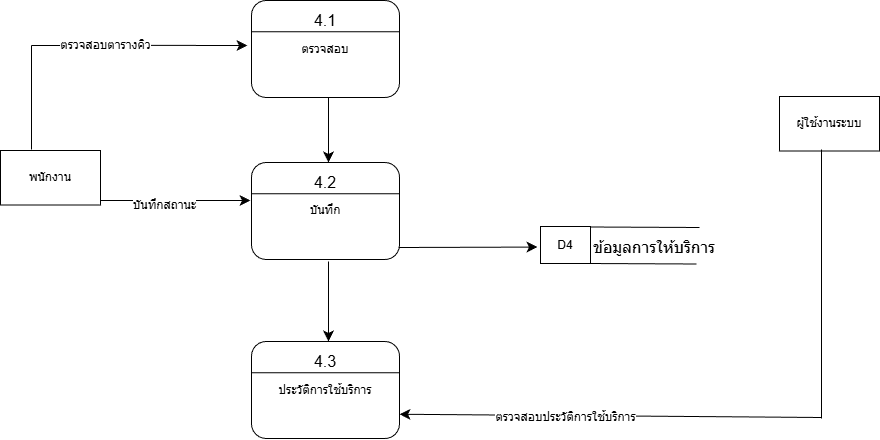 4.1
ตรวจสอบตารางคิว
ตรวจสอบ
ผู้ใช้งานระบบ
พนักงาน
4.2
บันทึกสถานะ
บันทึก
D4
ข้อมูลการให้บริการ
4.3
ประวัติการใช้บริการ
ตรวจสอบประวัติการใช้บริการ